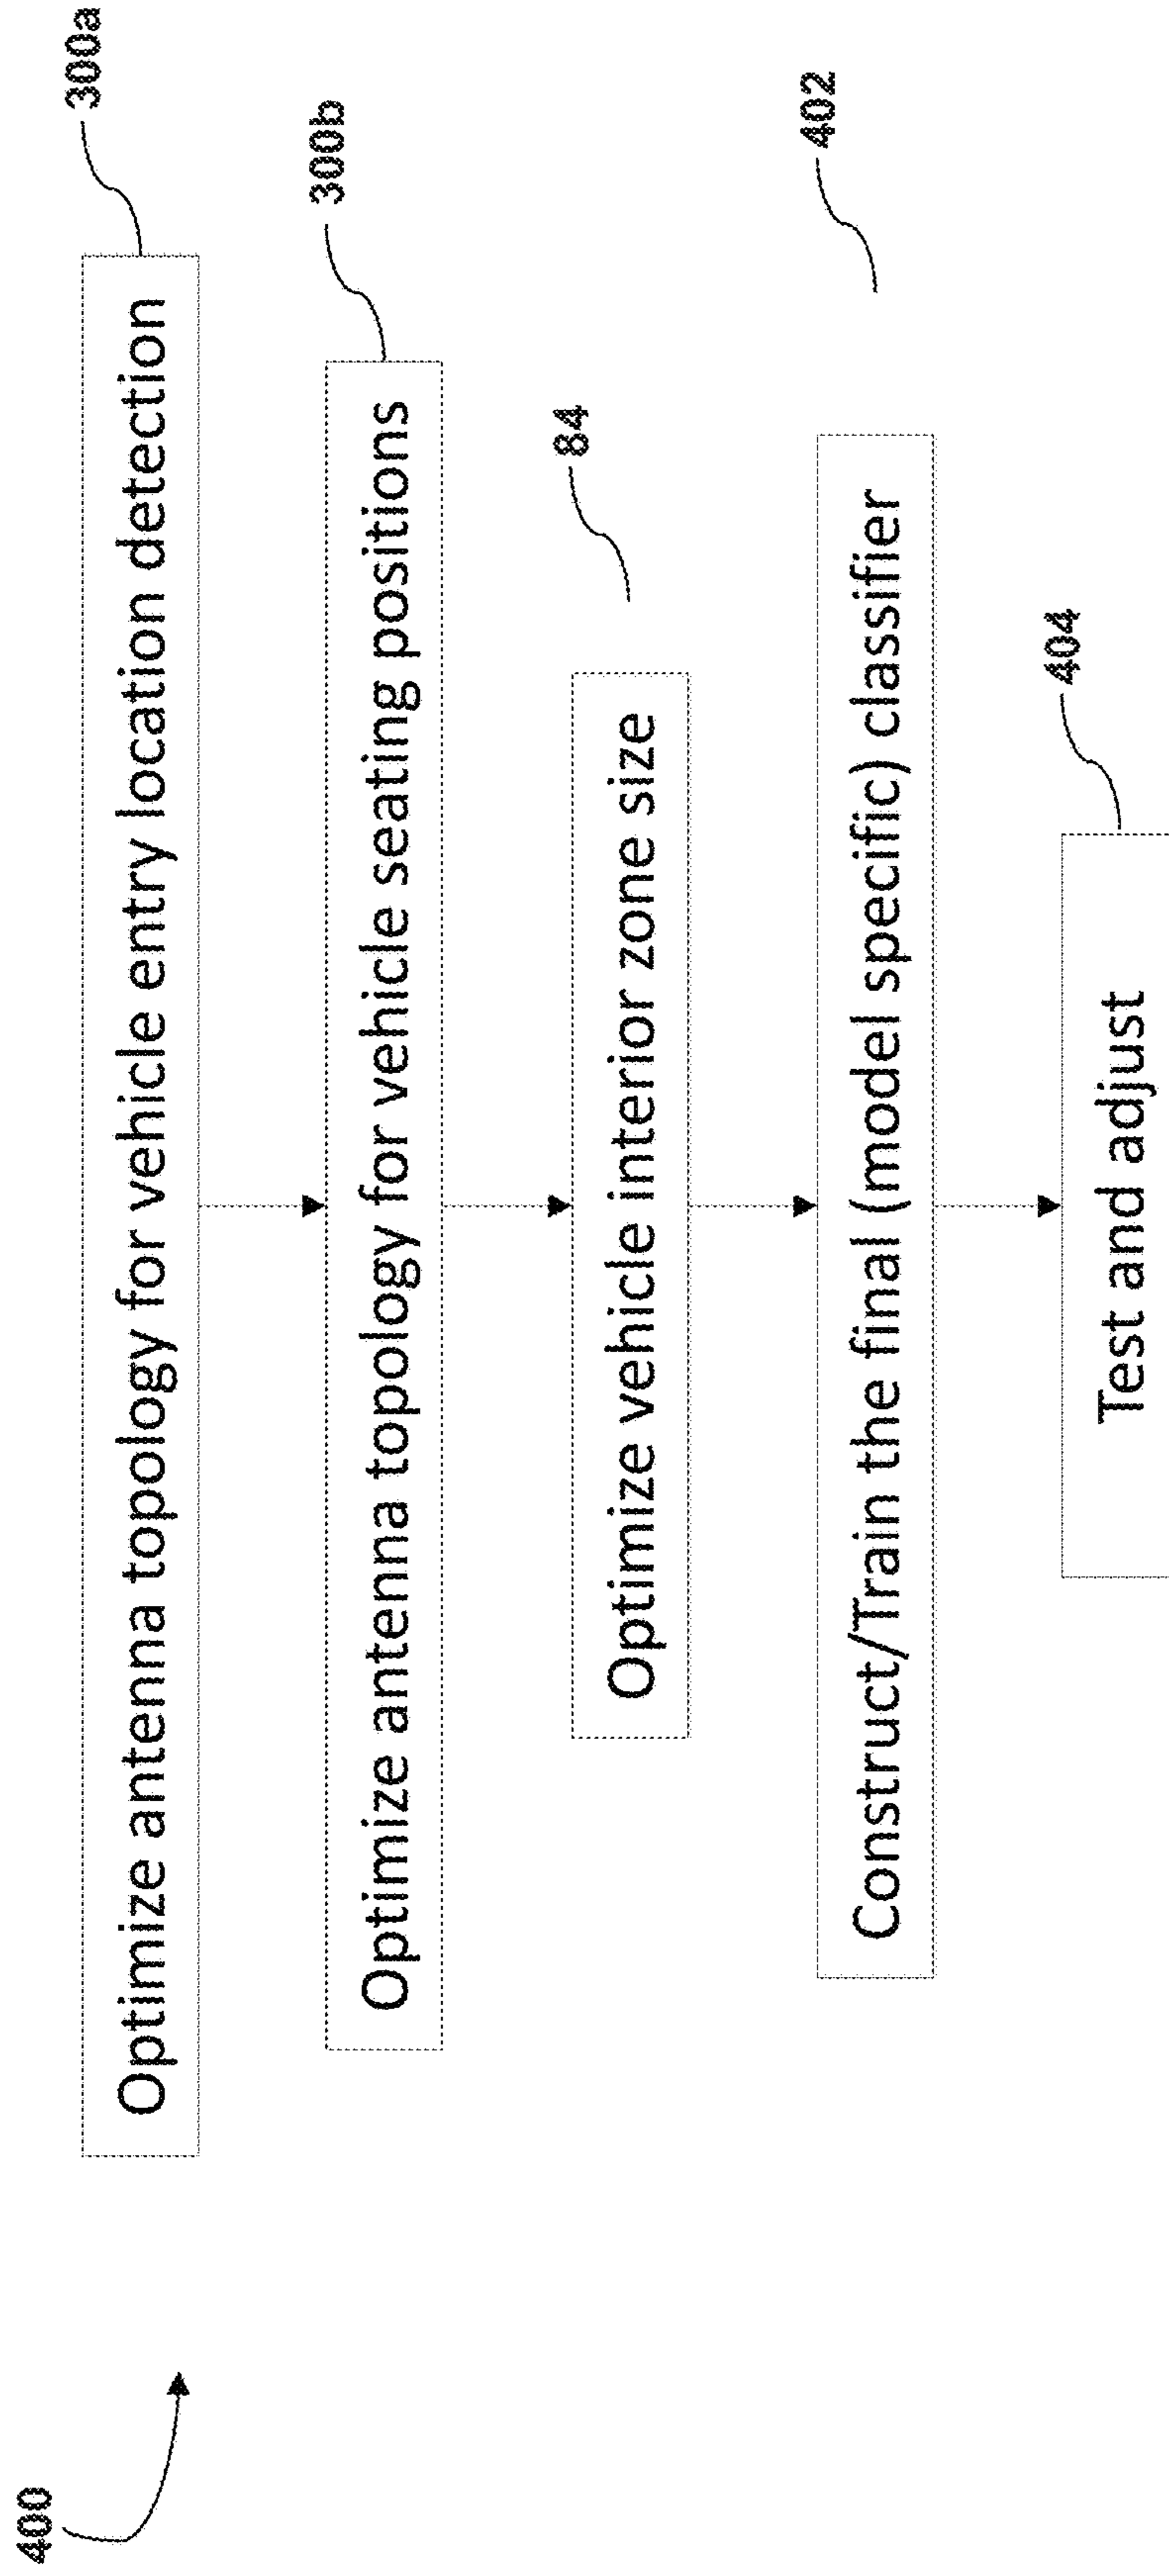 400
Optimize antenna topology for vehicle entry location detection
300a
Optimize antenna topology for vehicle seating positions
300b
Optimize vehicle interior zone size
84
Construct/Train the final (model specific) classifier
402
Test and adjust
404